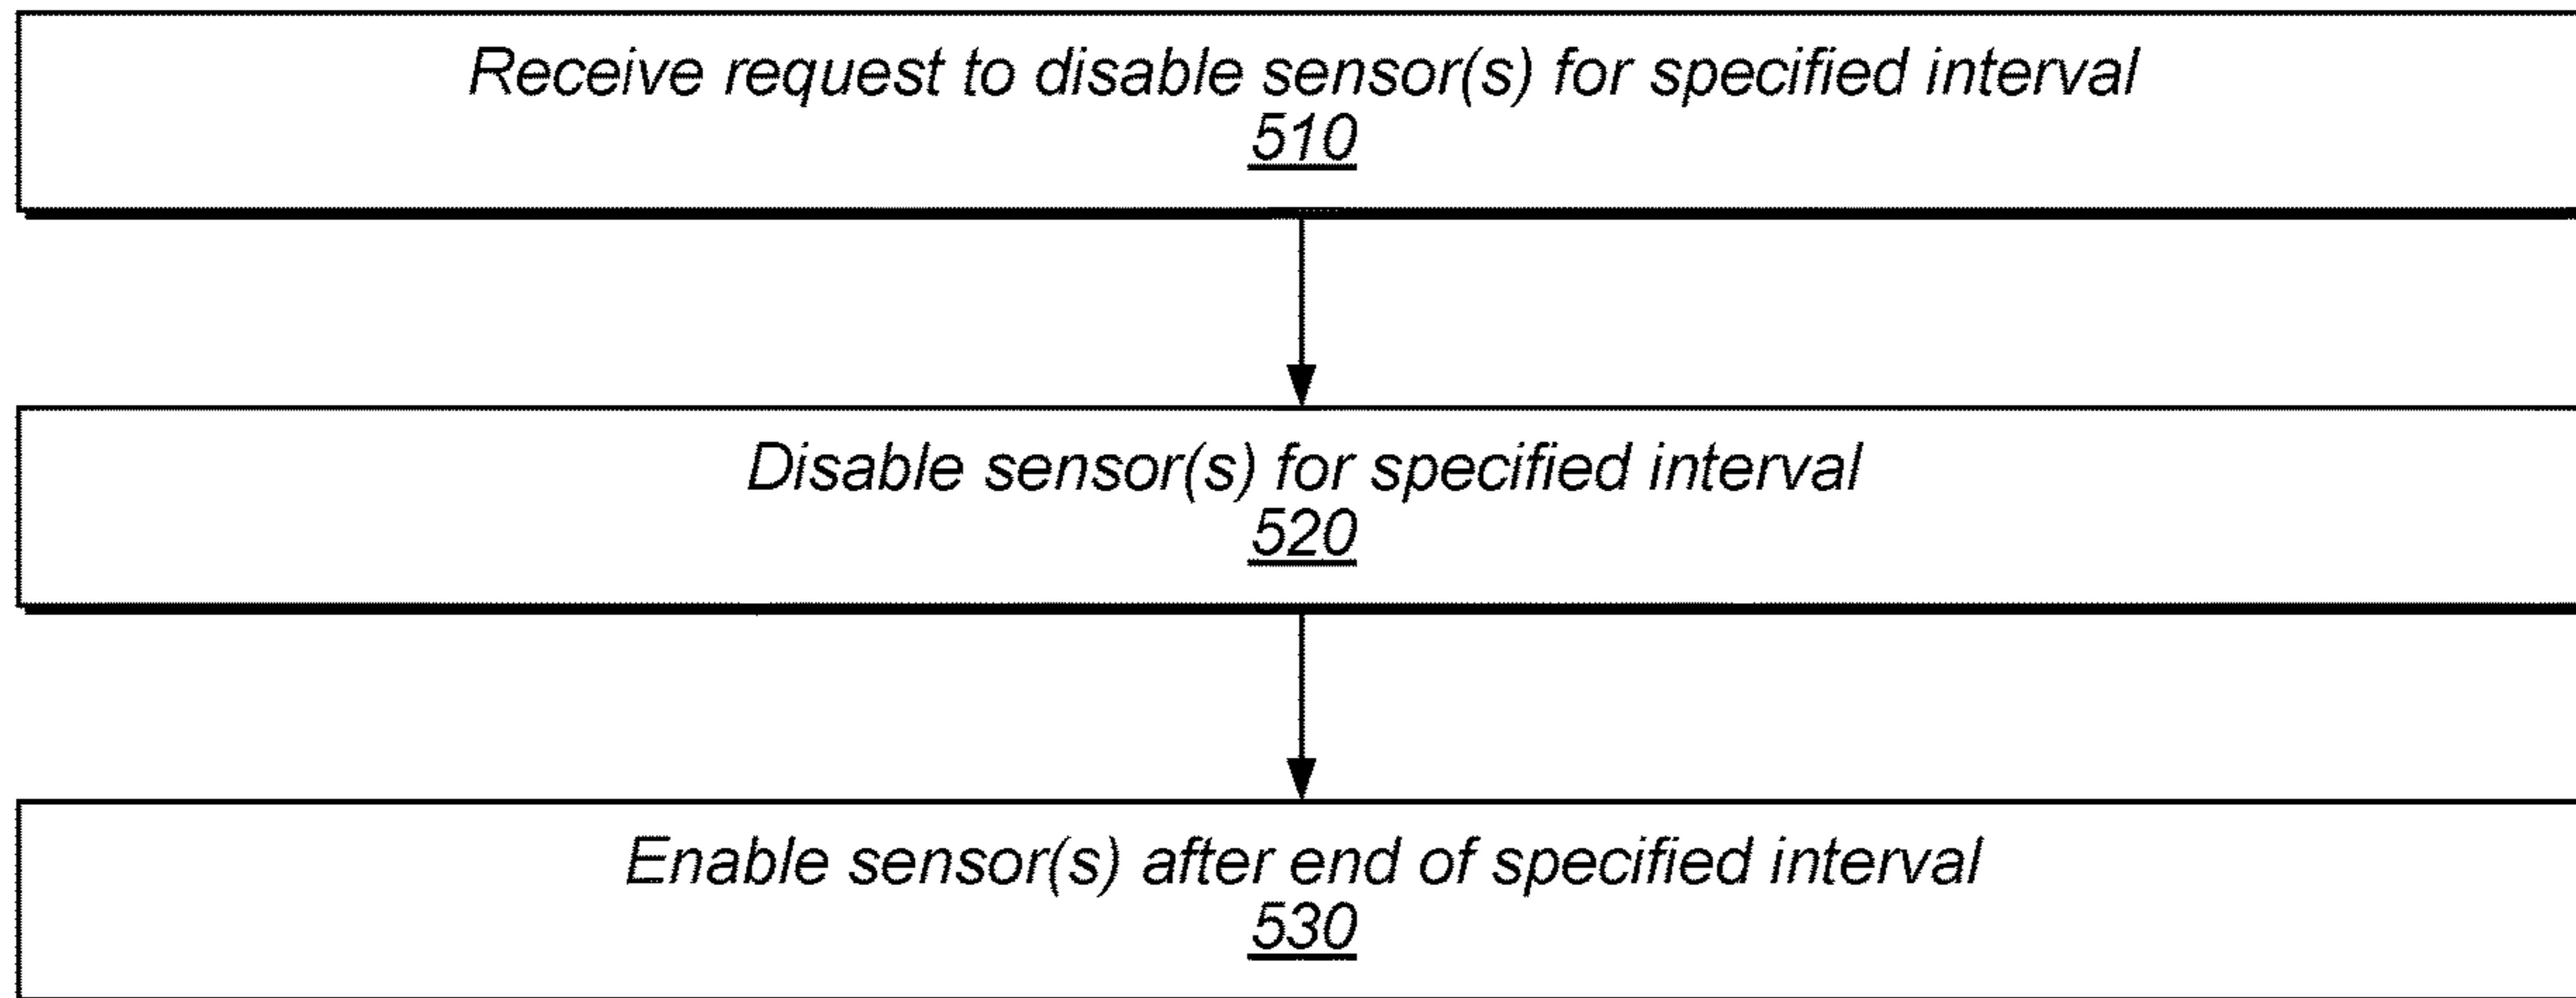 Receive request to disable sensor(s) for specified interval
510
Disable sensor(s) for specified interval
520
Enable sensor(s) after end of specified interval
530